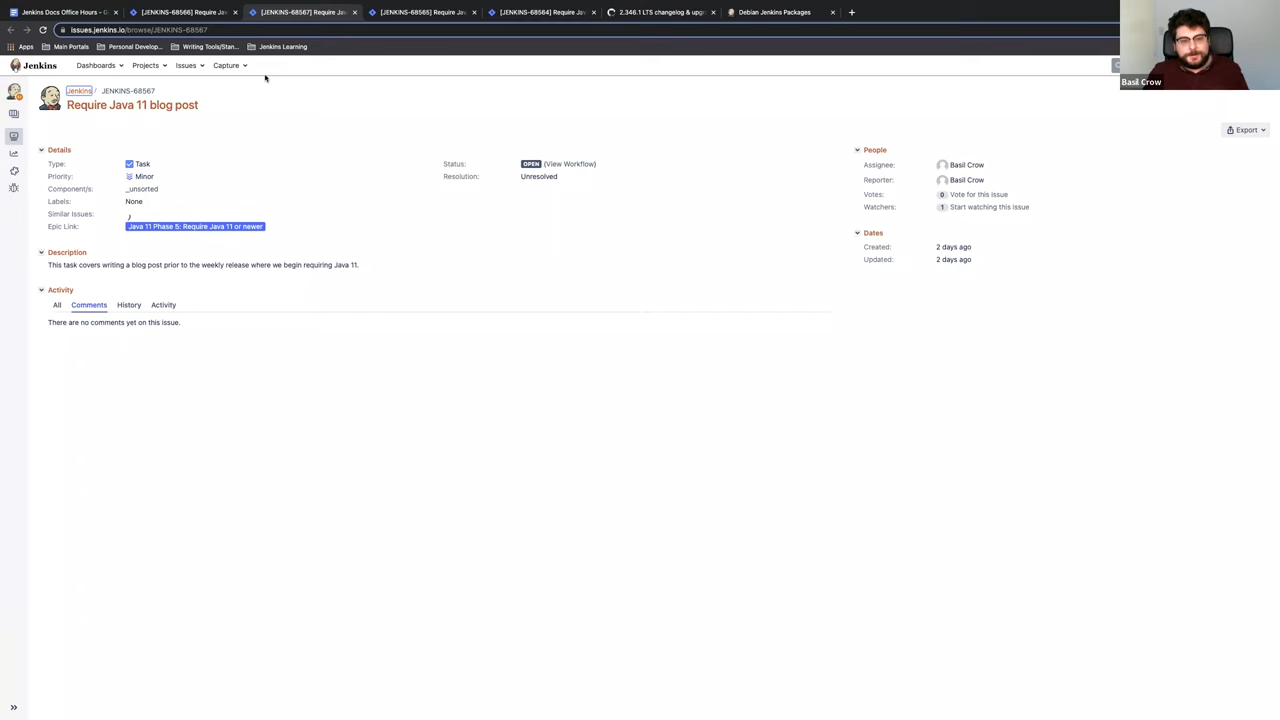 Jenkins Docs Office Hours - G
[JENKINS-68566] Require Jav
[JENKINS-68567] Require Java
[JENKINS-68565] Require Jav
[JENKINS-68564] Require Jav
2.346.1 LTS changelog & upg
Debian Jenkins Packages
issues.jenkins.io/browse/JENKINS-68567
Apps
Main Portals
Personal Develop...
Writing Tools/Stan...
Jenkins Learning
Basil Crow
Jenkins
Dashboards
Projects
Issues
Capture
Jenkins / JENKINS-68567
Require Java 11 blog post
Export
Details
Type: Task
Priority: Minor
Component/s: _unsorted
Labels: None
Similar Issues:
Epic Link: Java 11 Phase 5: Require Java 11 or newer
Status: OPEN (View Workflow)
Resolution: Unresolved
People
Assignee: Basil Crow
Reporter: Basil Crow
Votes: 0 Vote for this issue
Watchers: 1 Start watching this issue
Dates
Created: 2 days ago
Updated: 2 days ago
Description
This task covers writing a blog post prior to the weekly release where we begin requiring Java 11.
Activity
All Comments History Activity
There are no comments yet on this issue.